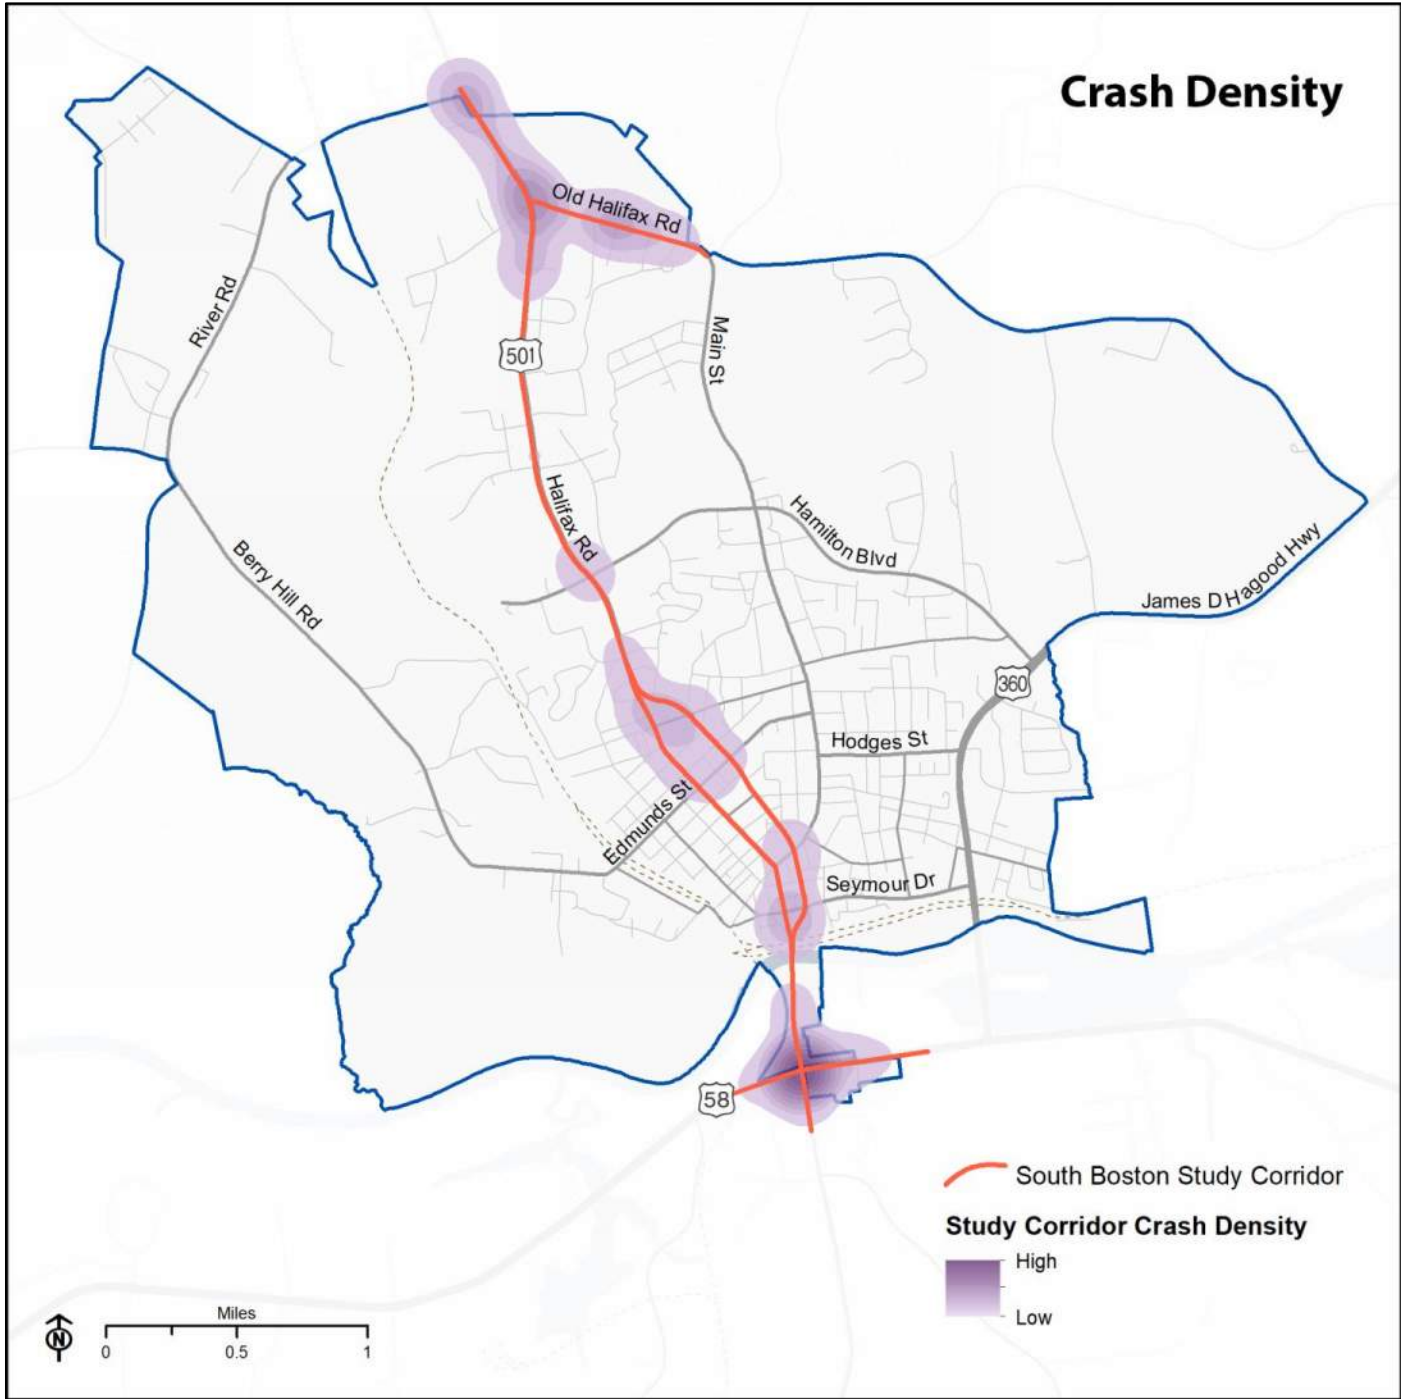 Crash Density
Old Halifax Rd
River Rd
501
Main St
Halifax Rd
Hamilton Blvd
James D Hagood Hwy
Berry Hill Rd
360
Hodges St
Edmunds St
Seymour Dr
58
South Boston Study Corridor
Study Corridor Crash Density
High
Low
Miles
N
0 0.5 1